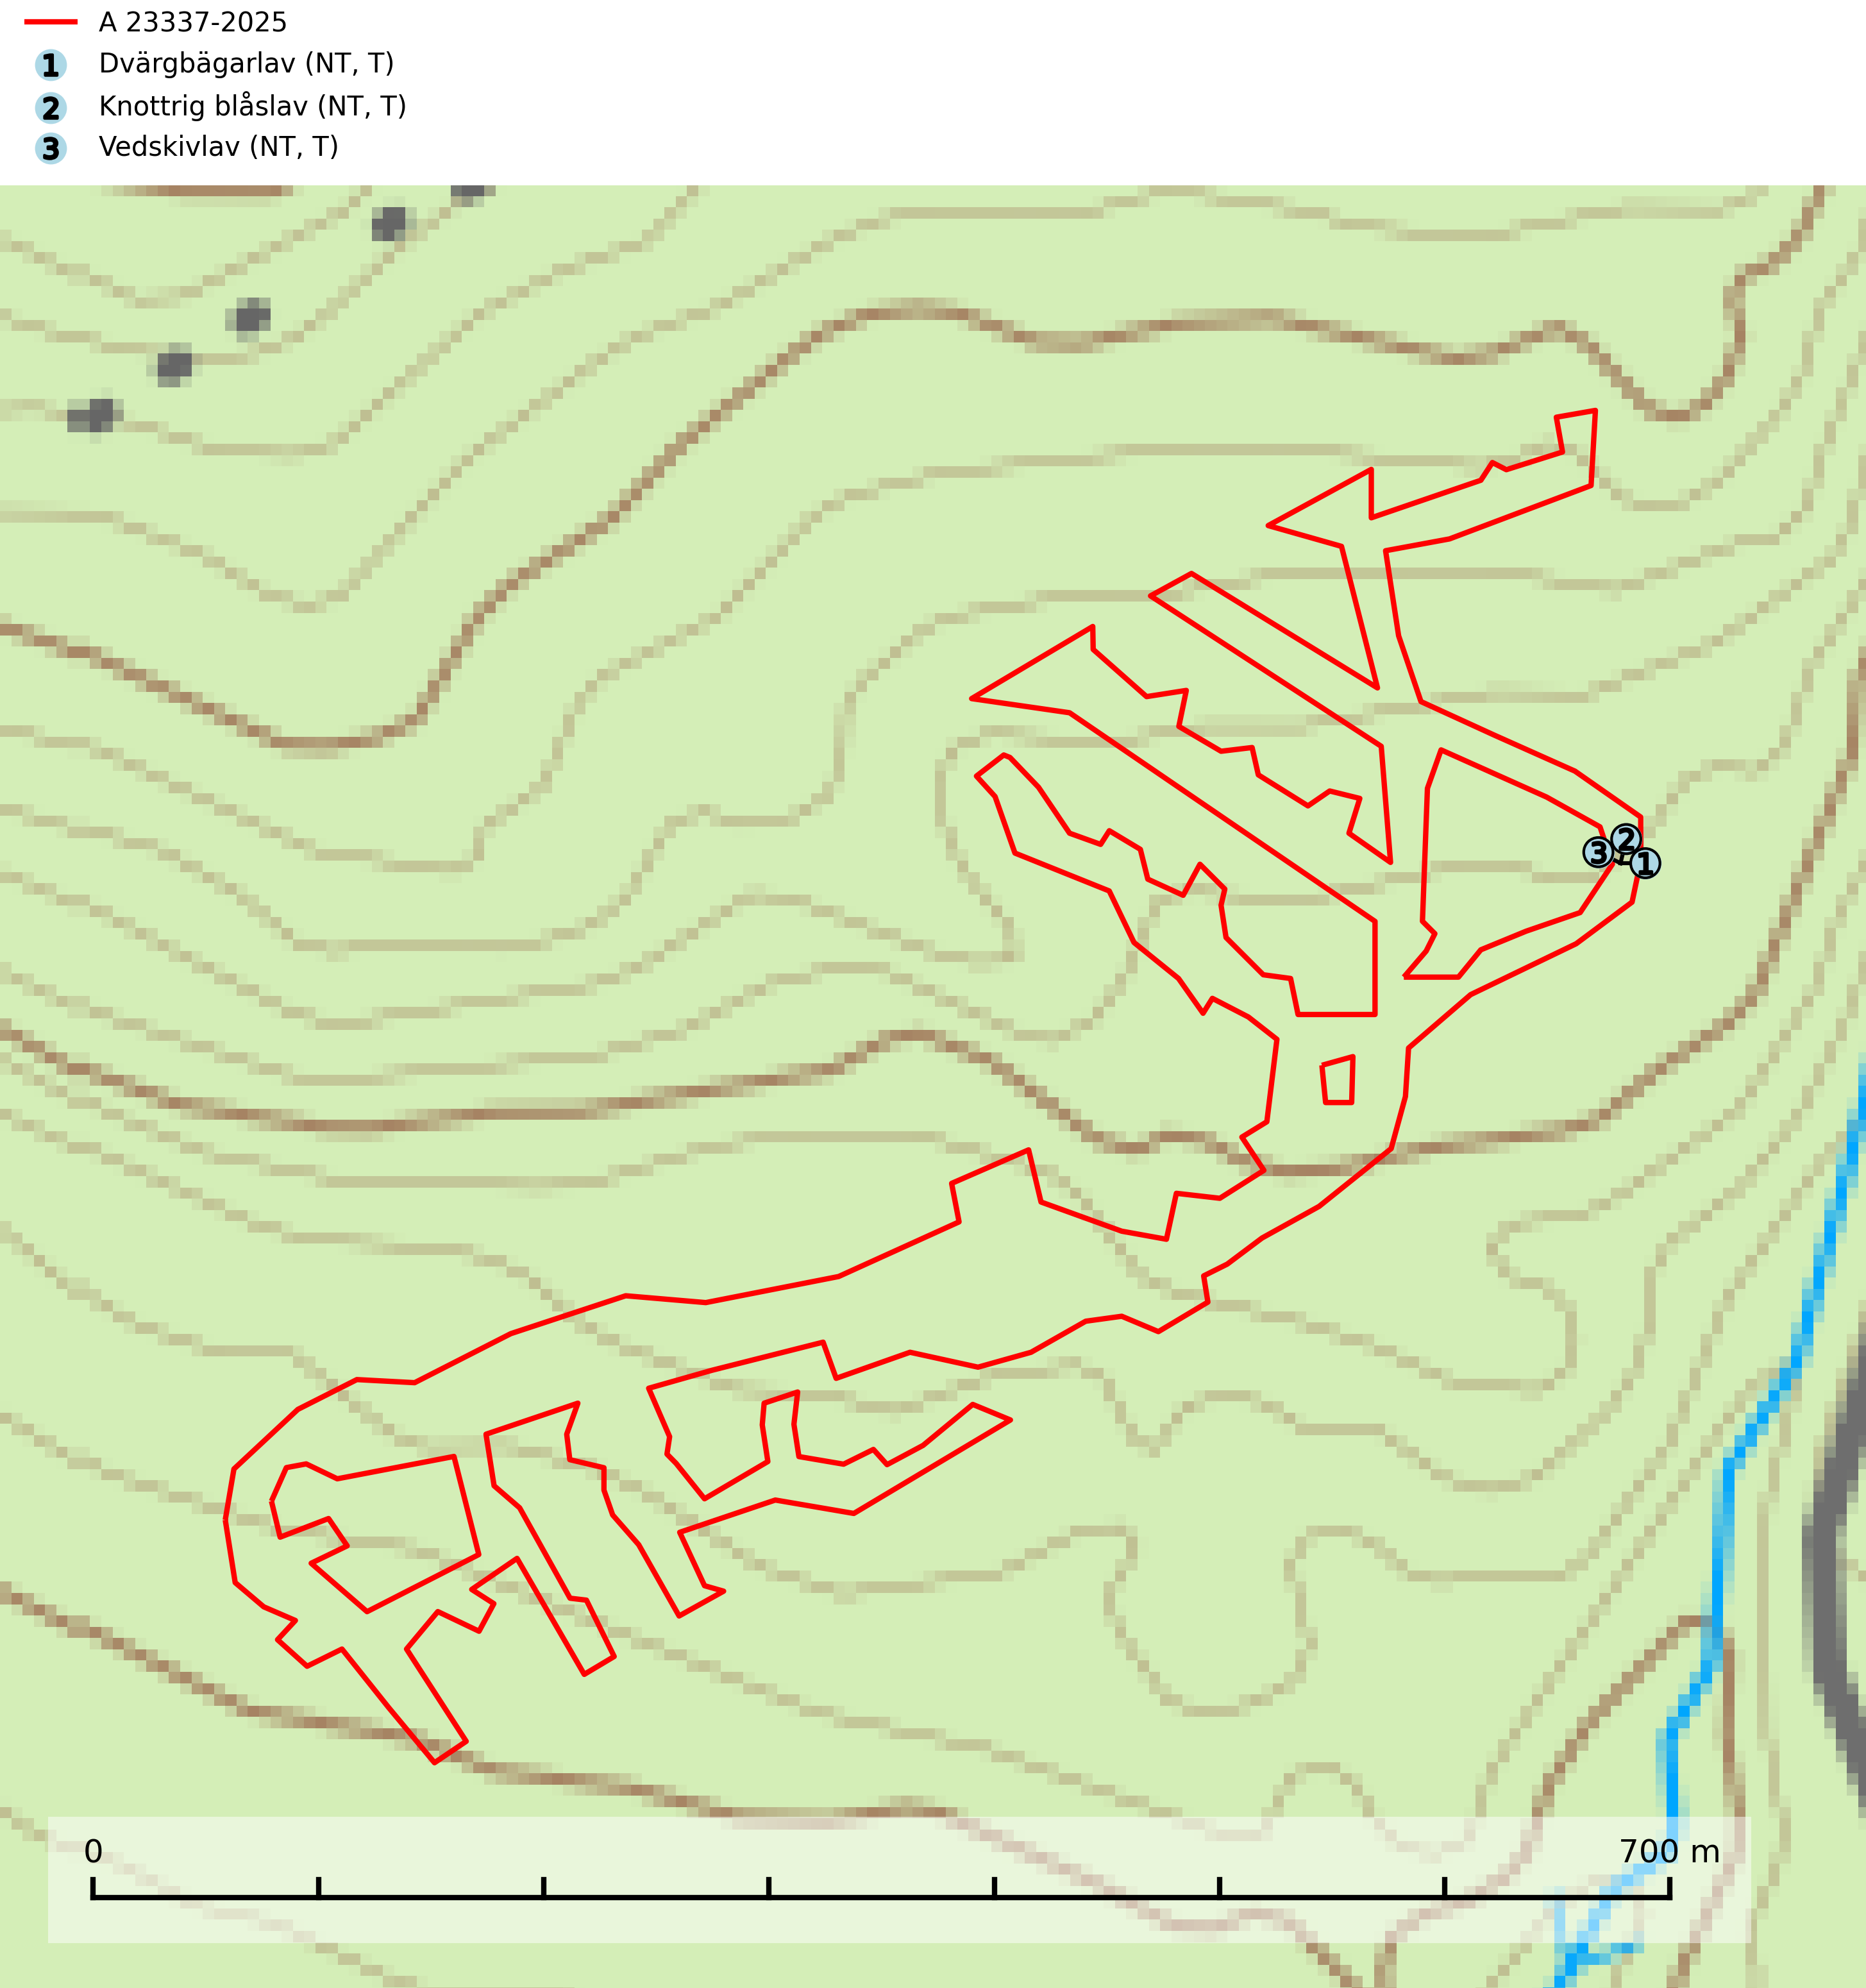 A 23337-2025
1 Dvärgbägarlav (NT, T)
2 Knottrig blåslav (NT, T)
3 Vedskivlav (NT, T)
2
3
1
0 700 m